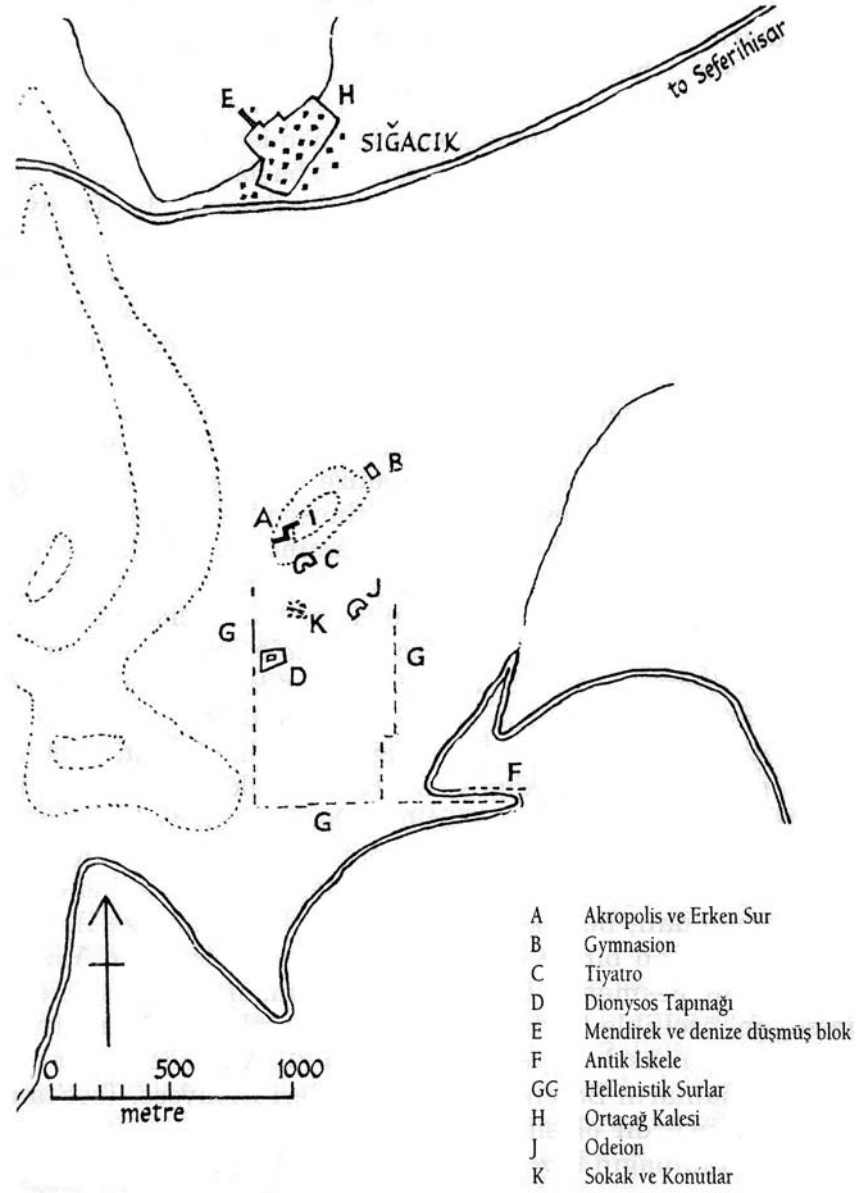 to Seferihisar
E
H
SIĞACIK
B
A
I
C
J
K
G
G
D
F
G
0 500 1000
metre
A Akropolis ve Erken Sur
B Gymnasion
C Tiyatro
D Dionysos Tapınağı
E Mendirek ve denize düşmüş blok
F Antik İskele
GG Hellenistik Surlar
H Ortaçağ Kalesi
J Odeion
K Sokak ve Konutlar